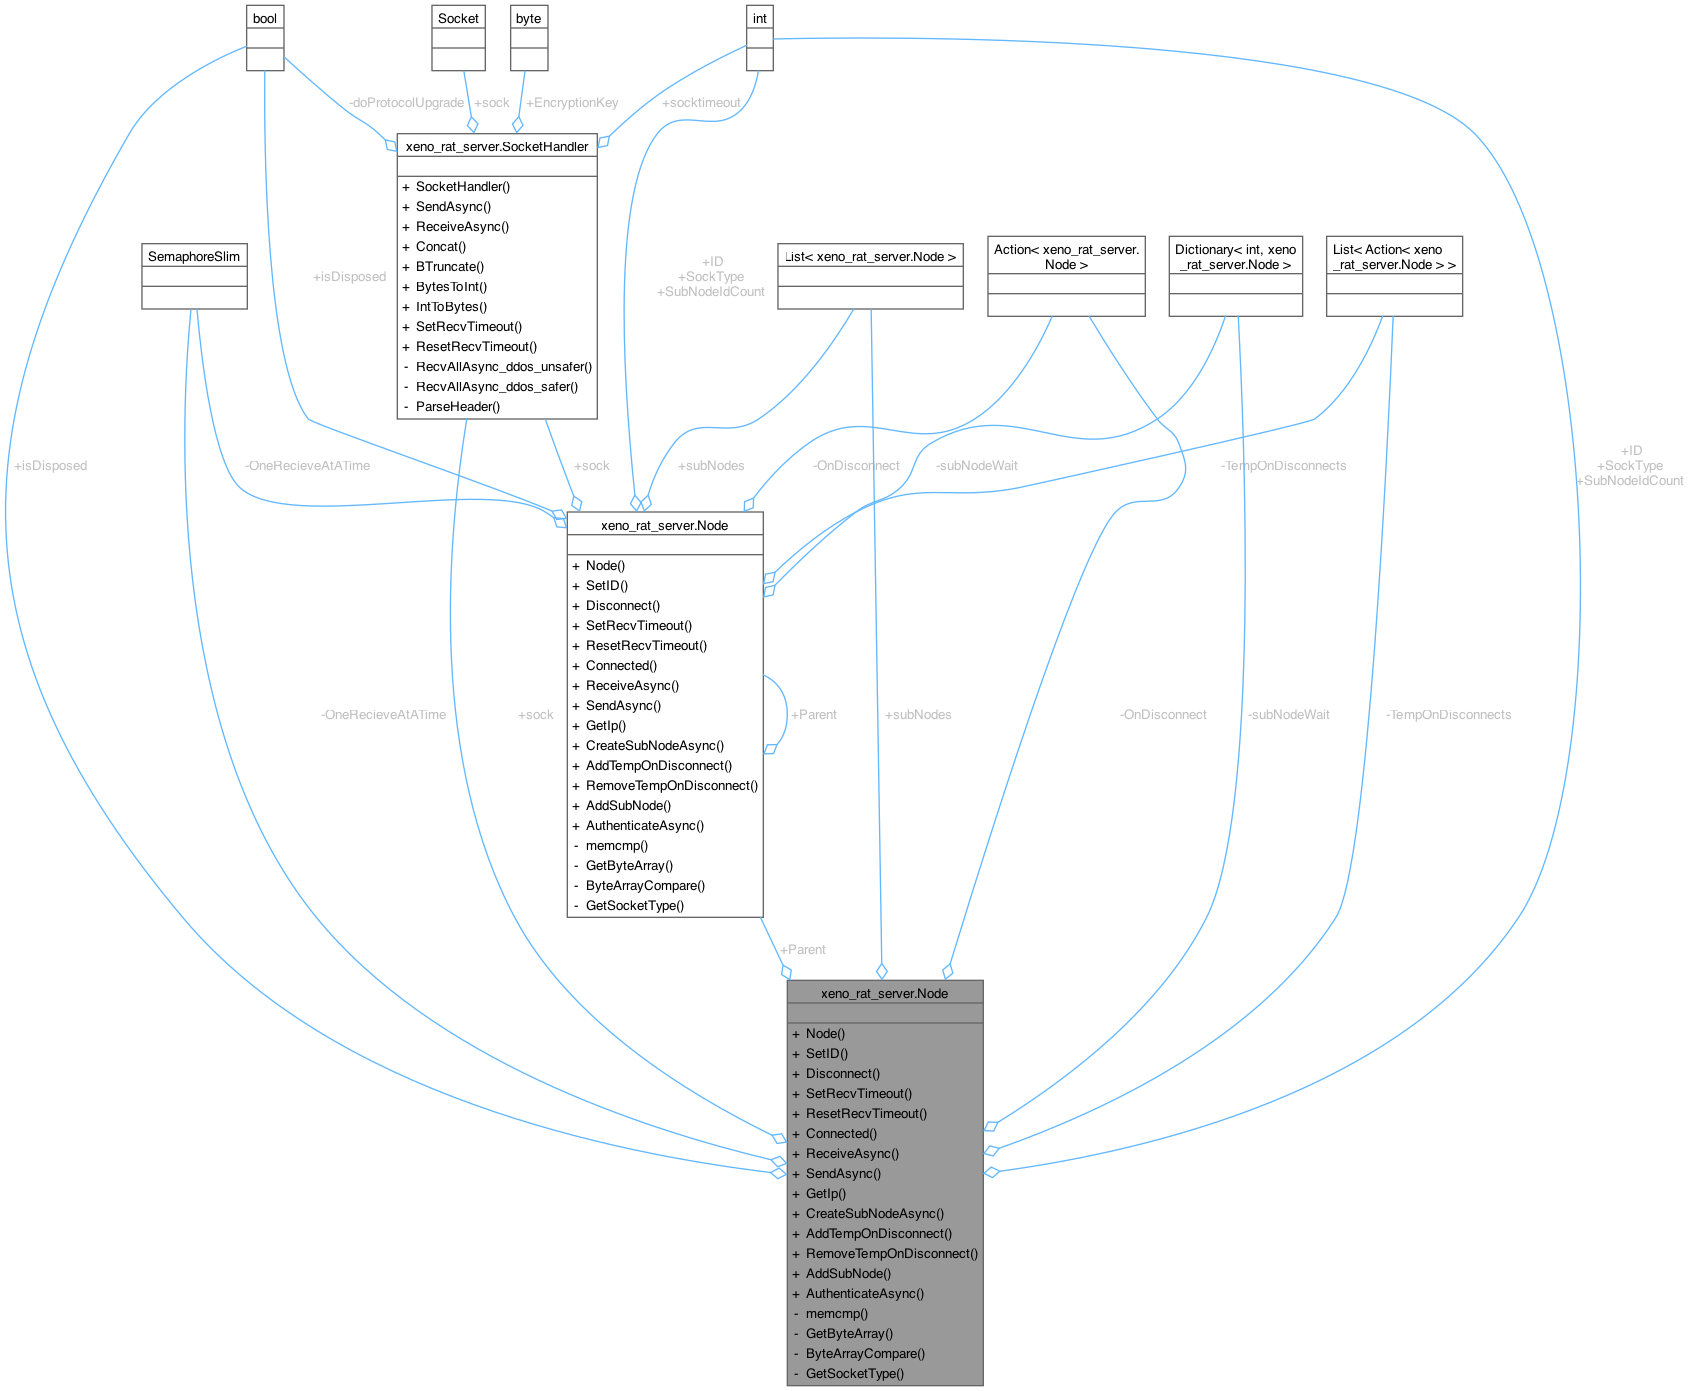 bool
Socket
byte
int
-doProtocolUpgrade
+sock
+EncryptionKey
+socktimeout
xeno_rat_server.SocketHandler
+ SocketHandler()
+ SendAsync()
+ ReceiveAsync()
+ Concat()
+ BTruncate()
+ BytesToInt()
+ IntToBytes()
+ SetRecvTimeout()
+ ResetRecvTimeout()
- RecvAllAsync_ddos_unsafer()
- RecvAllAsync_ddos_safer()
- ParseHeader()
SemaphoreSlim
+isDisposed
+ID
+SockType
+SubNodeIdCount
List< xeno_rat_server.Node >
Action< xeno_rat_server.
Node >
Dictionary< int, xeno
_rat_server.Node >
List< Action< xeno
_rat_server.Node > >
+isDisposed
-OneRecieveAtATime
+sock
+subNodes
-OnDisconnect
-subNodeWait
-TempOnDisconnects
+ID
+SockType
+SubNodeIdCount
xeno_rat_server.Node
+ Node()
+ SetID()
+ Disconnect()
+ SetRecvTimeout()
+ ResetRecvTimeout()
+ Connected()
+ ReceiveAsync()
+ SendAsync()
+ GetIp()
+ CreateSubNodeAsync()
+ AddTempOnDisconnect()
+ RemoveTempOnDisconnect()
+ AddSubNode()
+ AuthenticateAsync()
- memcmp()
- GetByteArray()
- ByteArrayCompare()
- GetSocketType()
-OneRecieveAtATime
+sock
+Parent
+subNodes
-OnDisconnect
-subNodeWait
-TempOnDisconnects
+Parent
xeno_rat_server.Node
+ Node()
+ SetID()
+ Disconnect()
+ SetRecvTimeout()
+ ResetRecvTimeout()
+ Connected()
+ ReceiveAsync()
+ SendAsync()
+ GetIp()
+ CreateSubNodeAsync()
+ AddTempOnDisconnect()
+ RemoveTempOnDisconnect()
+ AddSubNode()
+ AuthenticateAsync()
- memcmp()
- GetByteArray()
- ByteArrayCompare()
- GetSocketType()